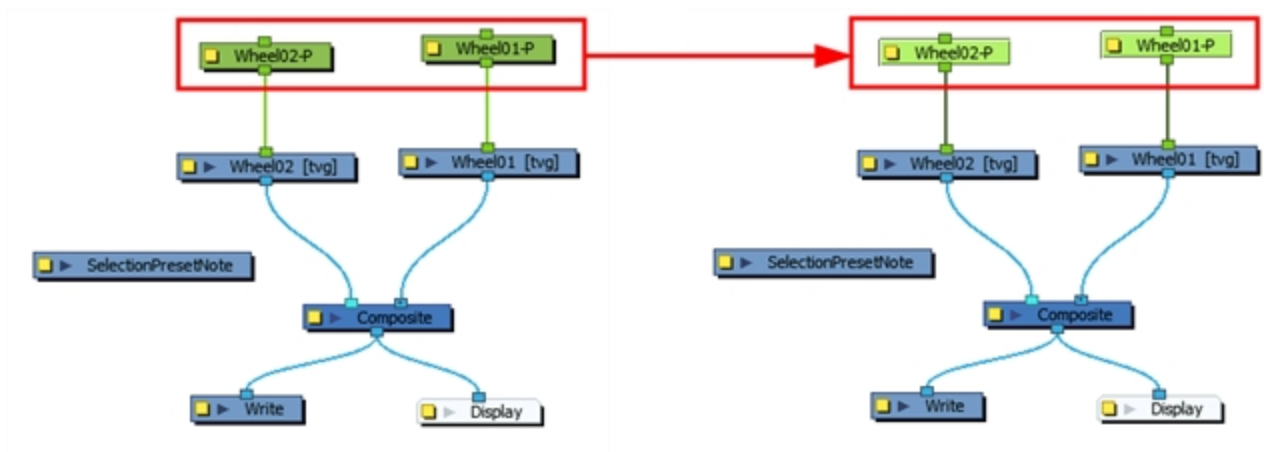 Wheel02-P
Wheel01-P
Wheel02 [tvg]
Wheel01 [tvg]
SelectionPresetNote
Composite
Write
Display
Wheel02-P
Wheel01-P
Wheel02 [tvg]
Wheel01 [tvg]
SelectionPresetNote
Composite
Write
Display